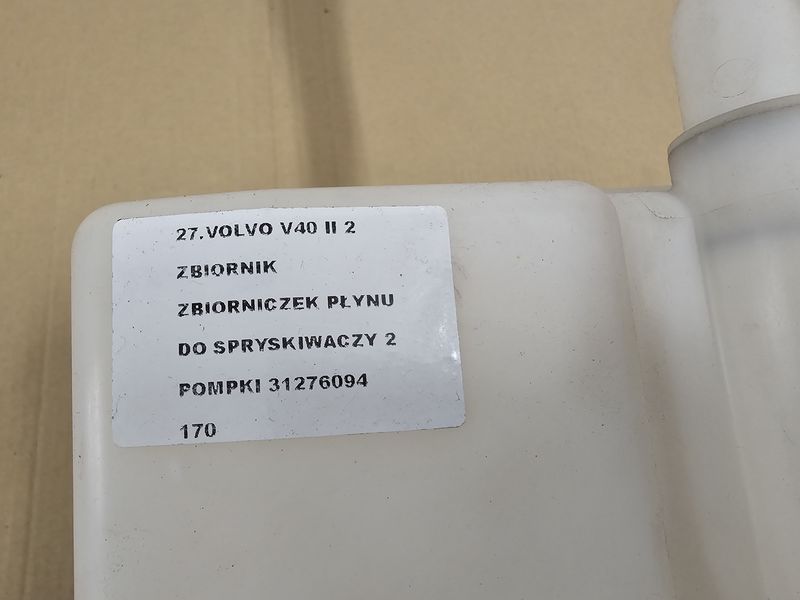 27.VOLVO V40 II 2
ZBIORNIK
ZBIORNICZEK PŁYNU
DO SPRYSKIWACZY 2
POMPKI 31276094
170